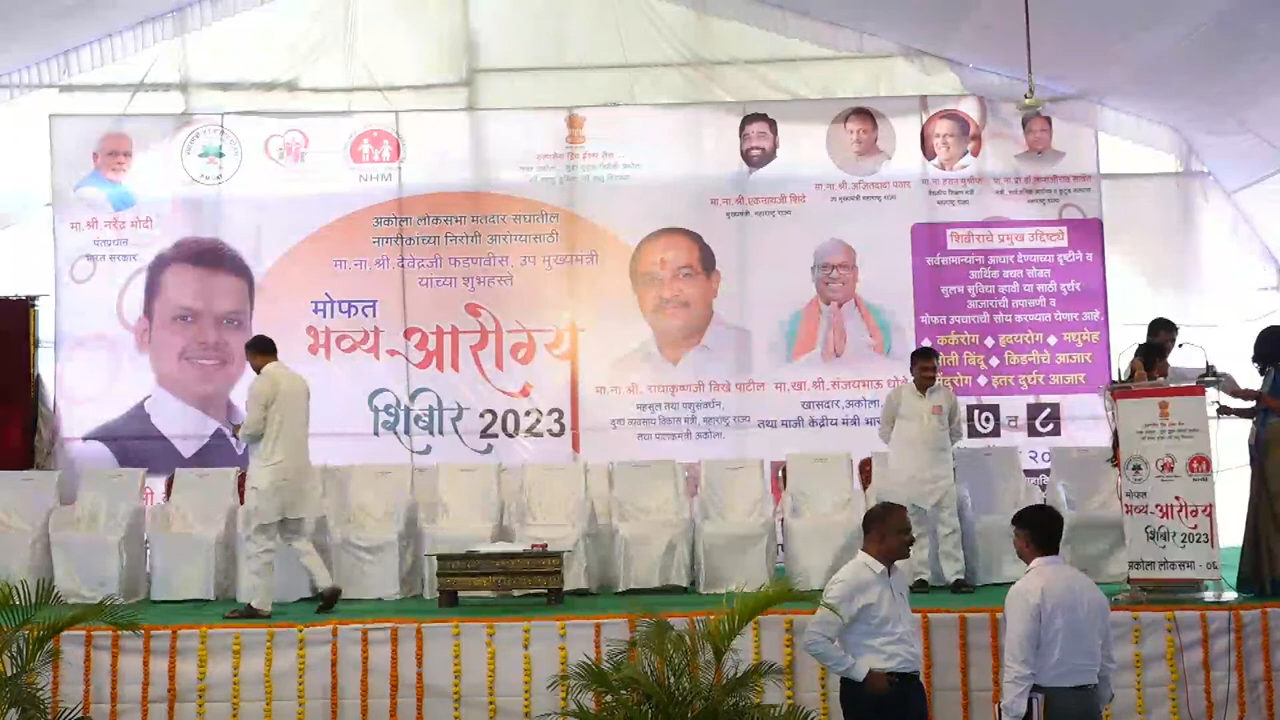 मा.श्री.नरेंद्र मोदी
पंतप्रधान
भारत सरकार
NHM
मा.ना.श्री.एकनाथजी शिंदे
मुख्यमंत्री, महाराष्ट्र राज्य
मा.ना.श्री.अजितदादा पवार
उप मुख्यमंत्री महाराष्ट्र राज्य
महाराष्ट्र राज्य
अकोला लोकसभा मतदार संघातील
नागरीकांच्या निरोगी आरोग्यासाठी
मा.ना.श्री.देवेंद्रजी फडणवीस, उप मुख्यमंत्री
यांच्या शुभहस्ते
मोफत
भव्य-आरोग्य
शिबीर 2023
मा.ना.श्री. राधाकृष्णजी विखे पाटील
महसूल तथा पशुसंवर्धन,
दुग्ध व्यवसाय विकास मंत्री, महाराष्ट्र राज्य
तथा पालकमंत्री अकोला.
मा.खा.श्री.संजयभाऊ धोत्रे
खासदार,अकोला.
तथा माजी केंद्रीय मंत्री
शिबीराचे प्रमुख उद्दिष्ट्ये
सर्वसामान्यांना आधार देण्याच्या दृष्टीने व
आर्थिक बचत सोबत
सुलभ सुविधा व्हावी या साठी दुर्धर
आजारांची तपासणी व
मोफत उपचाराची सोय करण्यात येणार आहे.
◆ कर्करोग ◆ हृदयरोग ◆ मधुमेह
मोती बिंदू ◆ किडनीचे आजार
◆ इतर दुर्धर आजार
७ व ८
NHM
मोफत
भव्य-आरोग्य
शिबीर 2023
अकोला लोकसभा - ०६